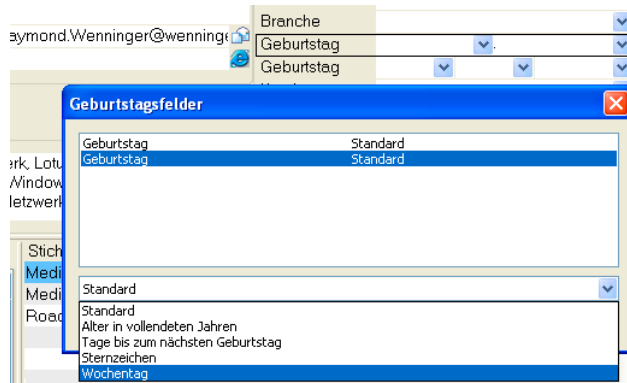 Branche
aymond.Wenninger@wenninge
Geburtstag .
Geburtstag
Geburtstagsfelder
Geburtstag Standard
Geburtstag Standard
rk, Lotu
Window
letzwerk
Stich
Medi
Medi
Road
Standard
Standard
Alter in vollendeten Jahren
Tage bis zum nächsten Geburtstag
Sternzeichen
Wochentag